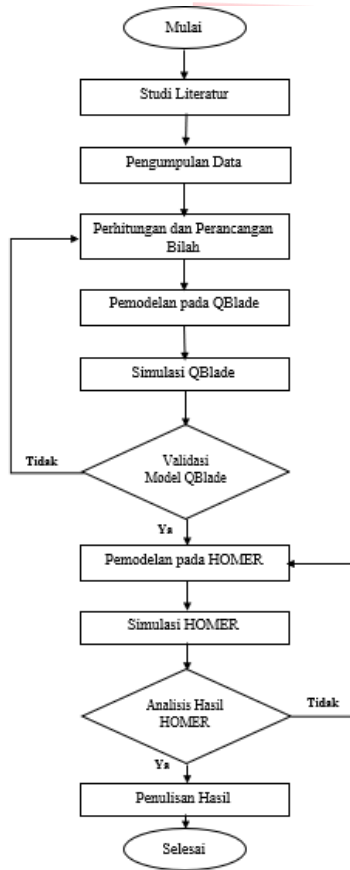 Mulai
Studi Literatur
Pengumpulan Data
Perhitungan dan Perancangan
Bilah
Pemodelan pada QBlade
Simulasi QBlade
Validasi
Model QBlade
Tidak
Ya
Pemodelan pada HOMER
Simulasi HOMER
Analisis Hasil
HOMER
Tidak
Ya
Penulisan Hasil
Selesai